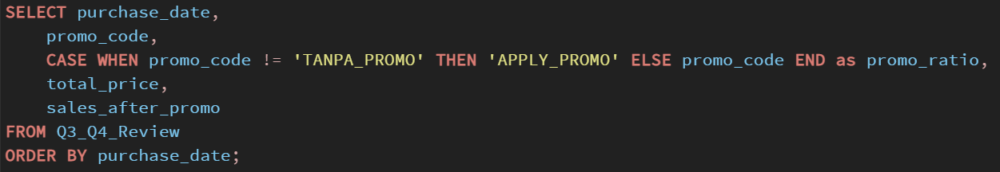 SELECT purchase_date,
    promo_code,
    CASE WHEN promo_code != 'TANPA_PROMO' THEN 'APPLY_PROMO' ELSE promo_code END as promo_ratio,
    total_price,
    sales_after_promo
FROM Q3_Q4_Review
ORDER BY purchase_date;